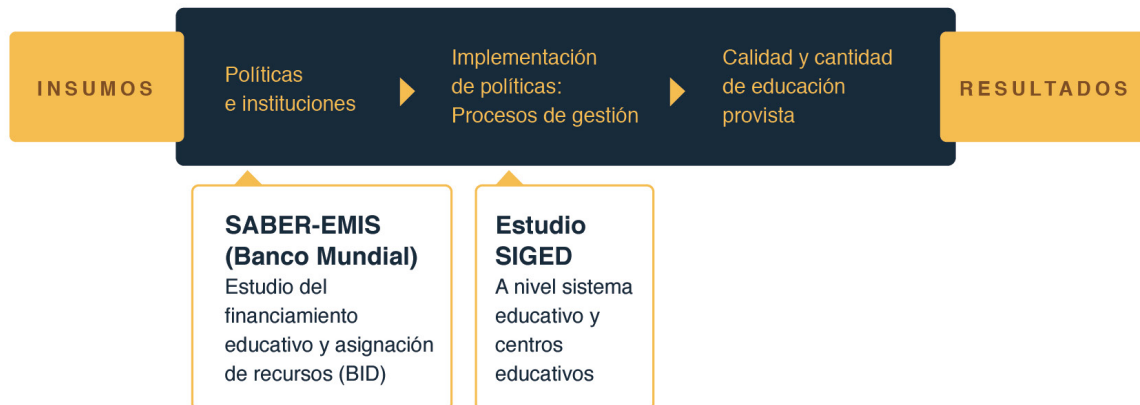 INSUMOS
Políticas
e instituciones
Implementación
de políticas:
Procesos de gestión
Calidad y cantidad
de educación
provista
RESULTADOS
SABER-EMIS
(Banco Mundial)
Estudio del
financiamiento
educativo y asignación
de recursos (BID)
Estudio
SIGED
A nivel sistema
educativo y
centros
educativos